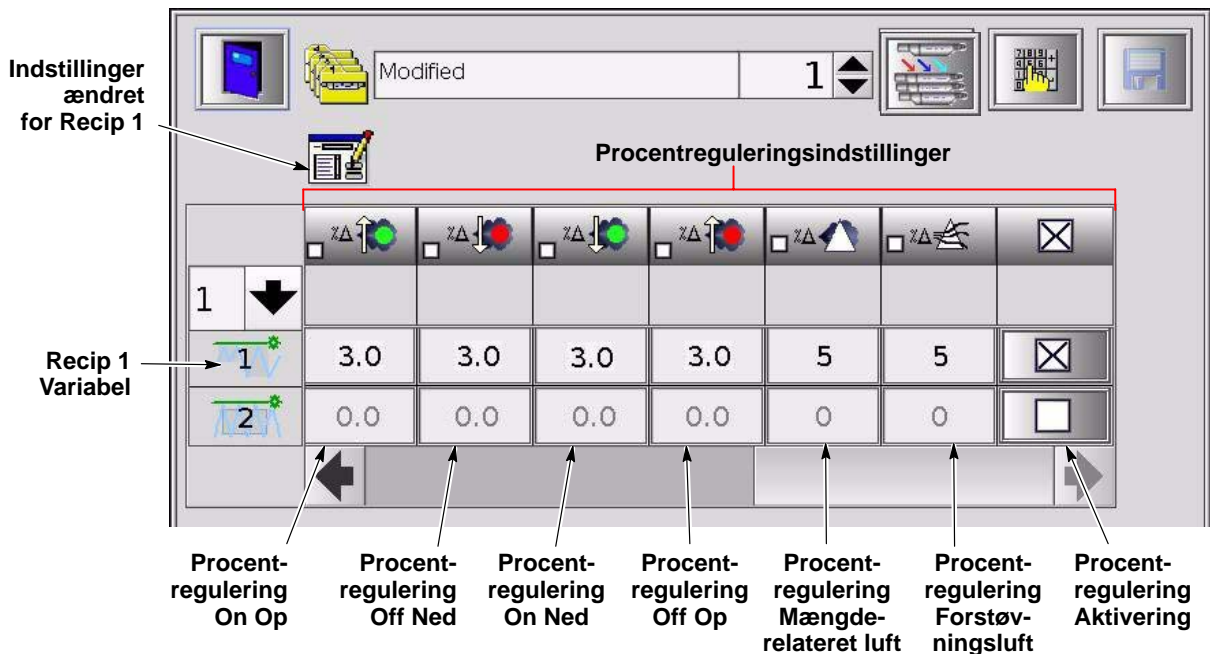 Modified 1
Indstillinger
ændret
for Recip 1
Procentreguleringsindstillinger
%Δ %Δ %Δ %Δ %Δ %Δ
1
Recip 1
Variabel
1 3.0 3.0 3.0 3.0 5 5
2 0.0 0.0 0.0 0.0 0 0
Procent-
regulering
On Op
Procent-
regulering
Off Ned
Procent-
regulering
On Ned
Procent-
regulering
Off Op
Procent-
regulering
Mængde-
relateret luft
Procent-
regulering
Forstøv-
ningsluft
Procent-
regulering
Aktivering